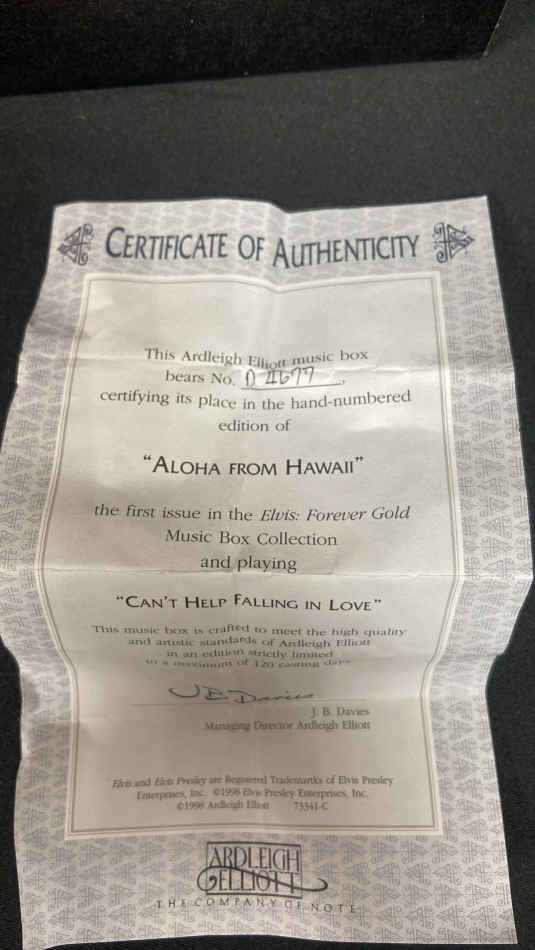 CERTIFICATE OF AUTHENTICITY
This Ardleigh Elliott music box
bears No. D 4677,
certifying its place in the hand-numbered
edition of
"ALOHA FROM HAWAII"
the first issue in the Elvis: Forever Gold
Music Box Collection
and playing
"CAN'T HELP FALLING IN LOVE"
This music box is crafted to meet the high quality
and artistic standards of Ardleigh Elliott
in an edition strictly limited
to a maximum of 120 casting days
JB Davies
J. B. Davies
Managing Director Ardleigh Elliott
Elvis and Elvis Presley are Registered Trademarks of Elvis Presley
Enterprises, Inc. ©1998 Elvis Presley Enterprises, Inc.
©1998 Ardleigh Elliott 73341-C
ARDLEIGH
ELLIOTT
THE COMPANY OF NOTE